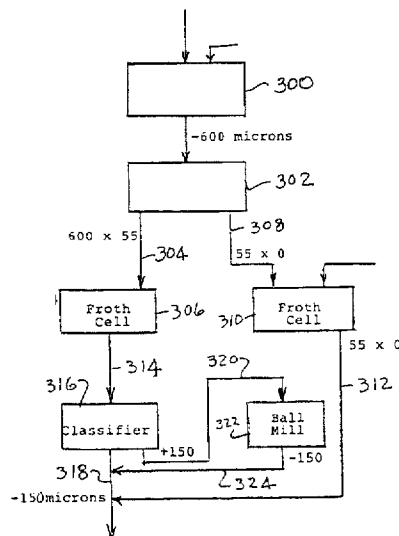 300
-600 microns
302
308
600 x 55
304
55 x 0
Froth
Cell
306
310
Froth
Cell
55 x 0
314
320
312
316
Classifier
322
Ball
Mill
+150
-150
318
324
-150microns